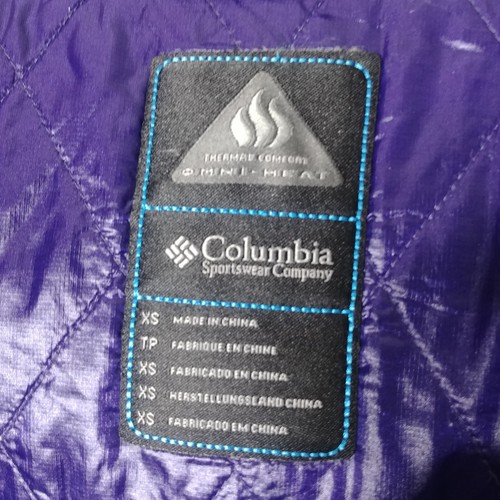 THERMAL COMFORT
OMNI-HEAT
Columbia
Sportswear Company
XS MADE IN CHINA
TP FABRIQUE EN CHINE
XS FABRICADO EN CHINA
XS HERSTELLUNGSLAND CHINA
XS FABRICADO EM CHINA